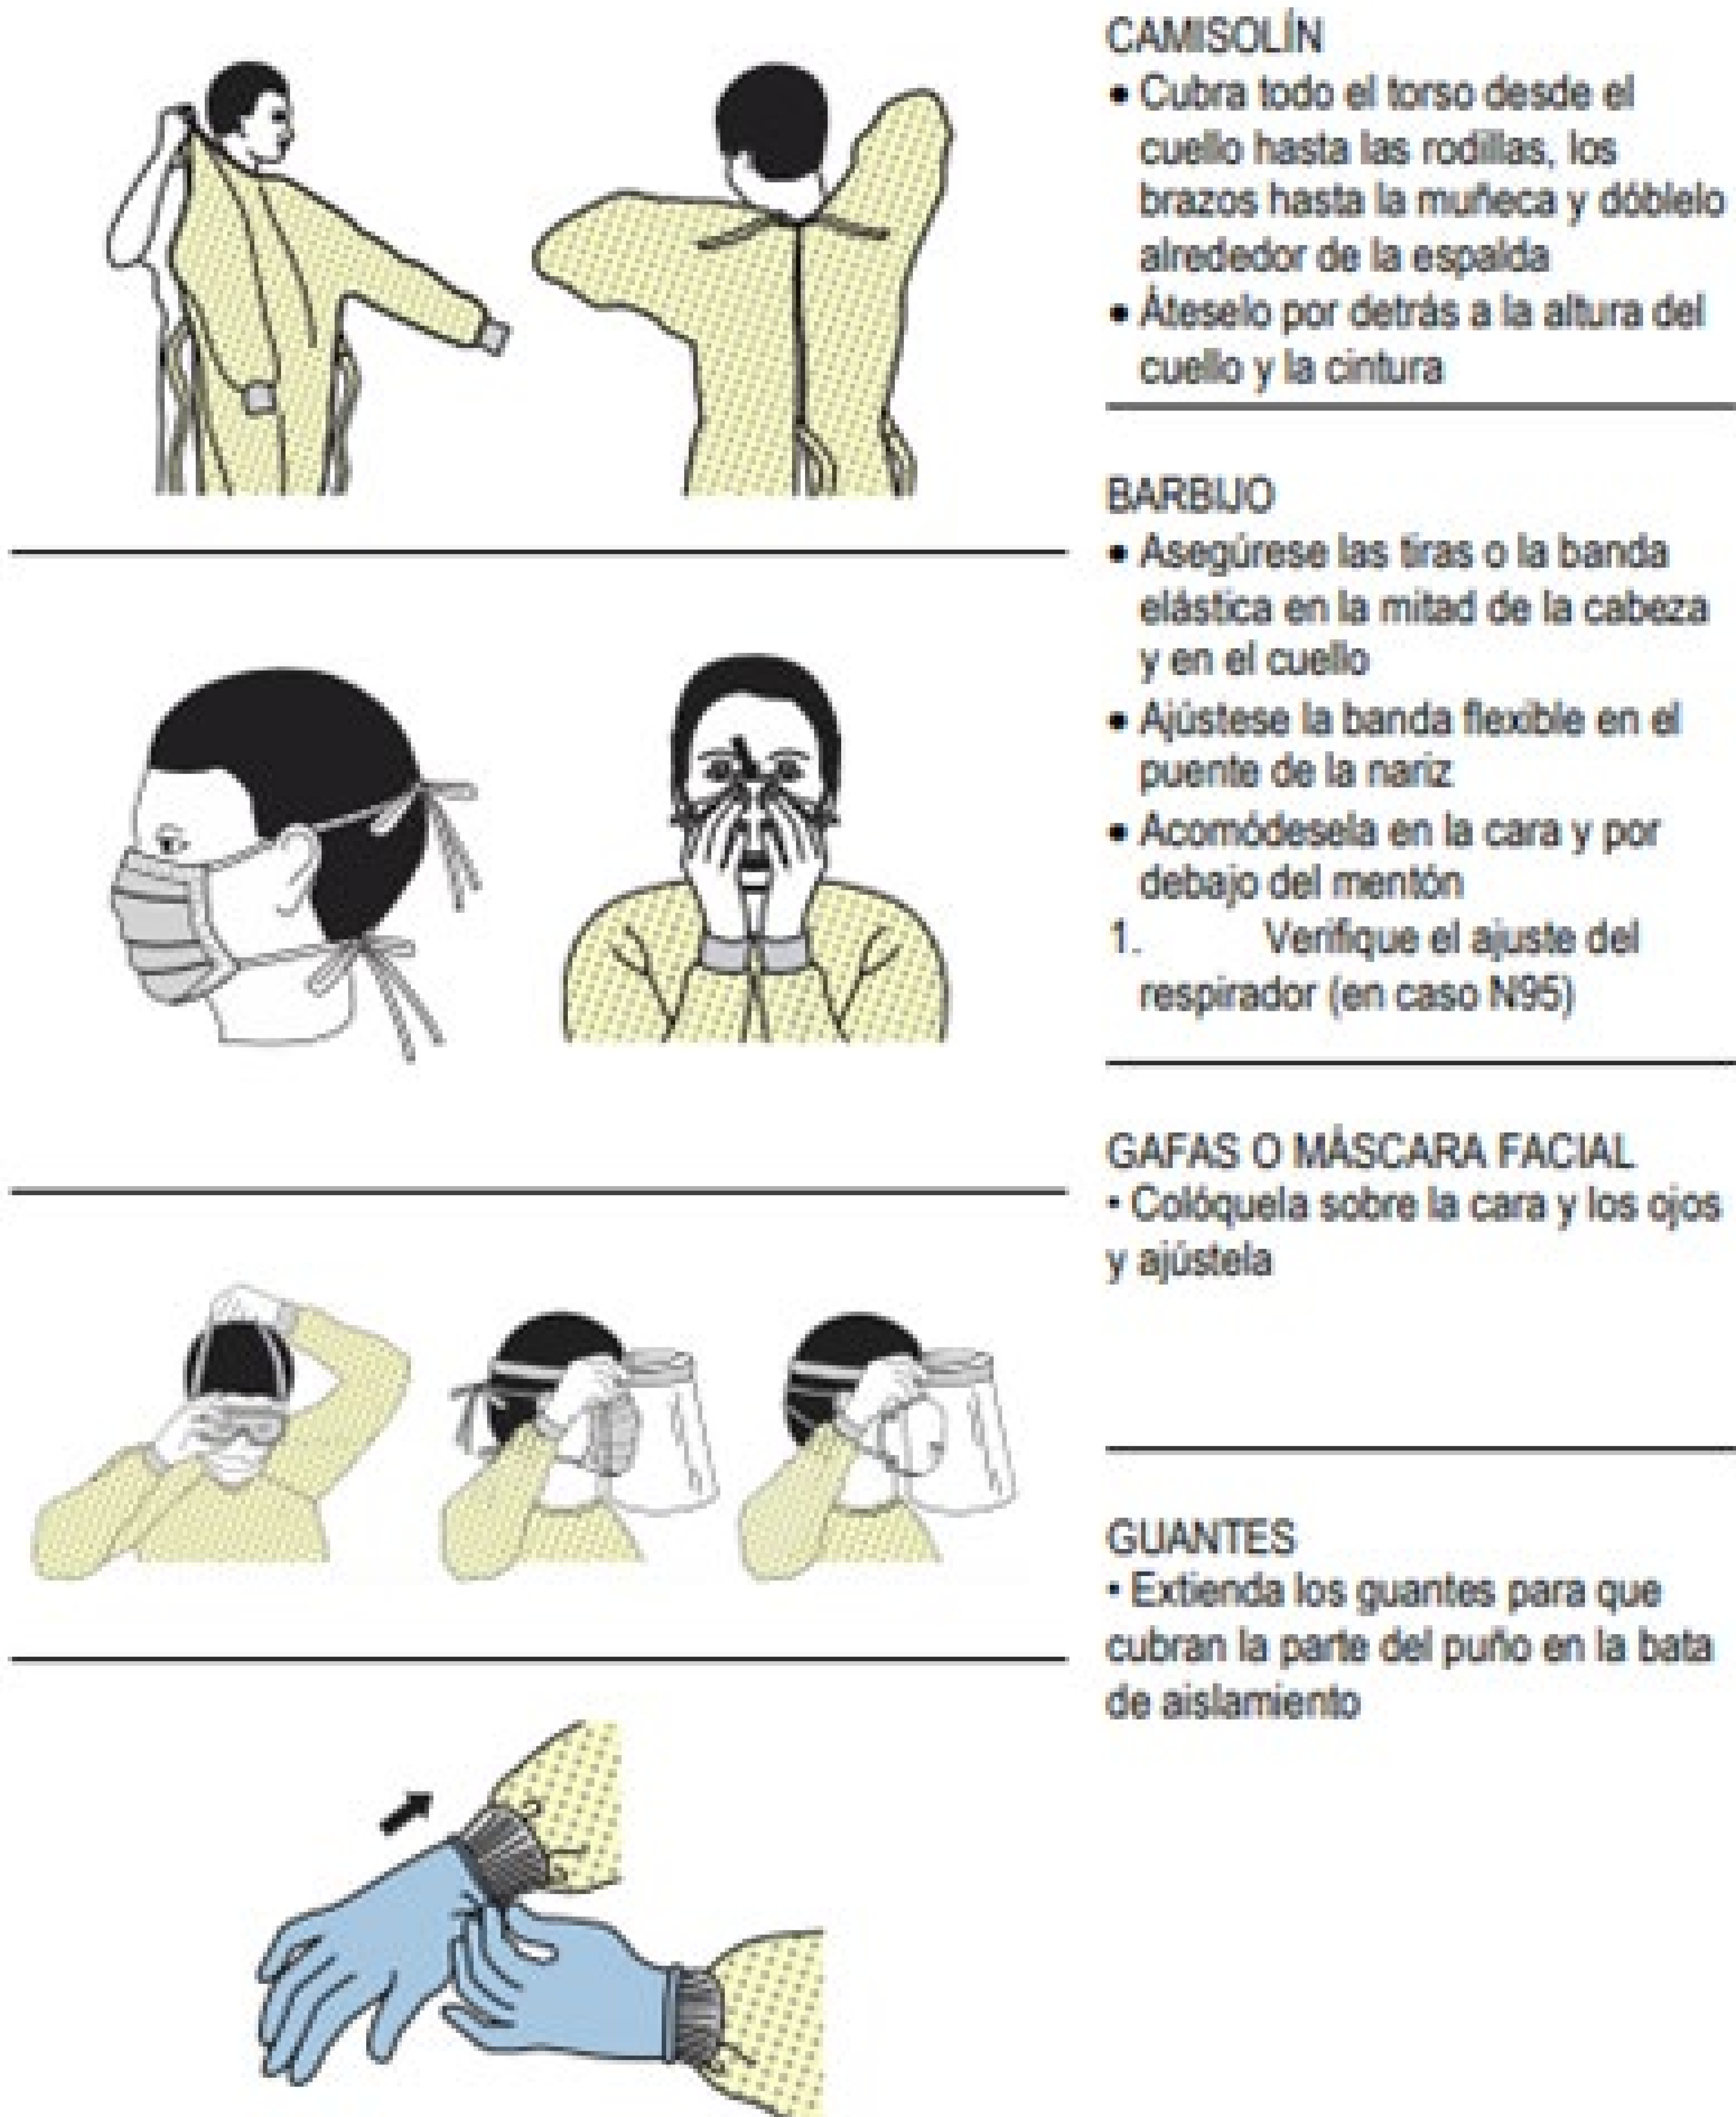 CAMISOLÍN
• Cubra todo el torso desde el
cuello hasta las rodillas, los
brazos hasta la muñeca y dóblelo
alrededor de la espalda
• Áteselo por detrás a la altura del
cuello y la cintura
BARBIJO
• Asegúrese las tiras o la banda
elástica en la mitad de la cabeza
y en el cuello
• Ajústese la banda flexible en el
puente de la nariz
• Acomódesela en la cara y por
debajo del mentón
1. Verifique el ajuste del
respirador (en caso N95)
GAFAS O MÁSCARA FACIAL
• Colóquela sobre la cara y los ojos
y ajústela
GUANTES
• Extienda los guantes para que
cubran la parte del puño en la bata
de aislamiento